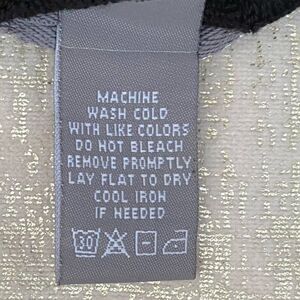 MACHINE
WASH COLD
WITH LIKE COLORS
DO NOT BLEACH
REMOVE PROMPTLY
LAY FLAT TO DRY
COOL IRON
IF NEEDED
30